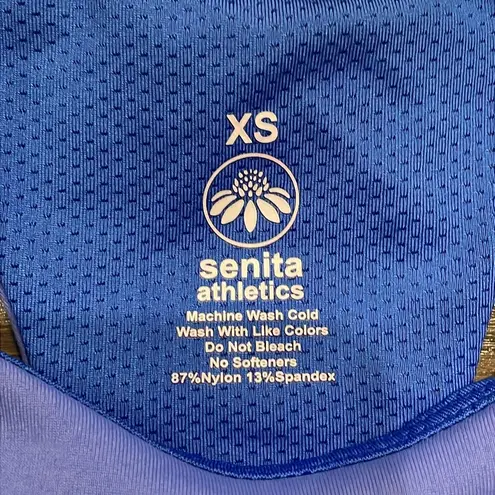 XS
senita
athletics
Machine Wash Cold
Wash With Like Colors
Do Not Bleach
No Softeners
87%Nylon 13%Spandex